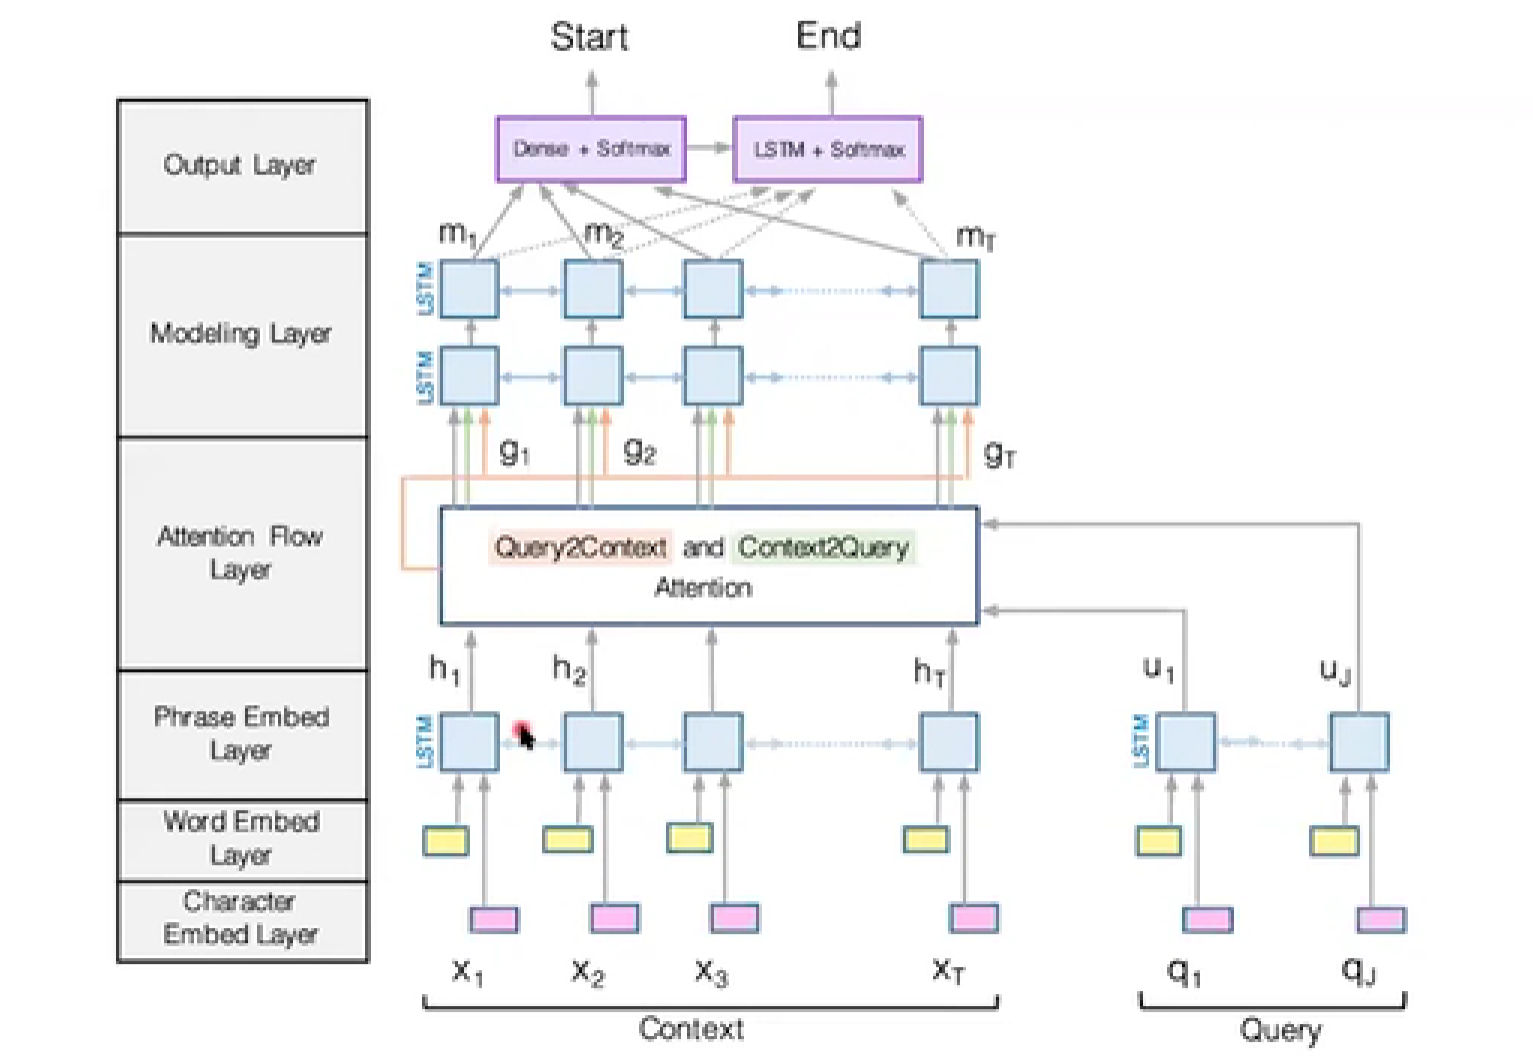 Start End
Output Layer
Dense + Softmax
LSTM + Softmax
m1 m2 mT
LSTM
Modeling Layer
LSTM
g1 g2 gT
Attention Flow
Layer
Query2Context and Context2Query
Attention
h1 h2 hT u1 uJ
Phrase Embed
Layer
LSTM LSTM
Word Embed
Layer
Character
Embed Layer
x1 x2 x3 xT q1 qJ
Context Query